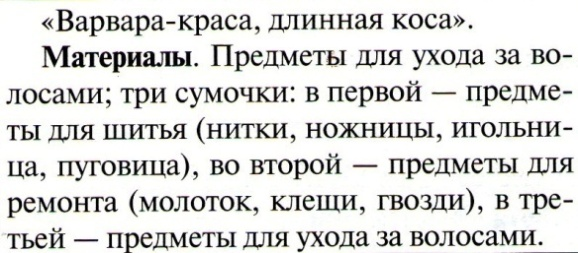 «Варвара-краса, длинная коса».
Материалы. Предметы для ухода за во-
лосами; три сумочки: в первой — предме-
ты для шитья (нитки, ножницы, игольни-
ца, пуговица), во второй — предметы для
ремонта (молоток, клещи, гвозди), в тре-
тьей — предметы для ухода за волосами.